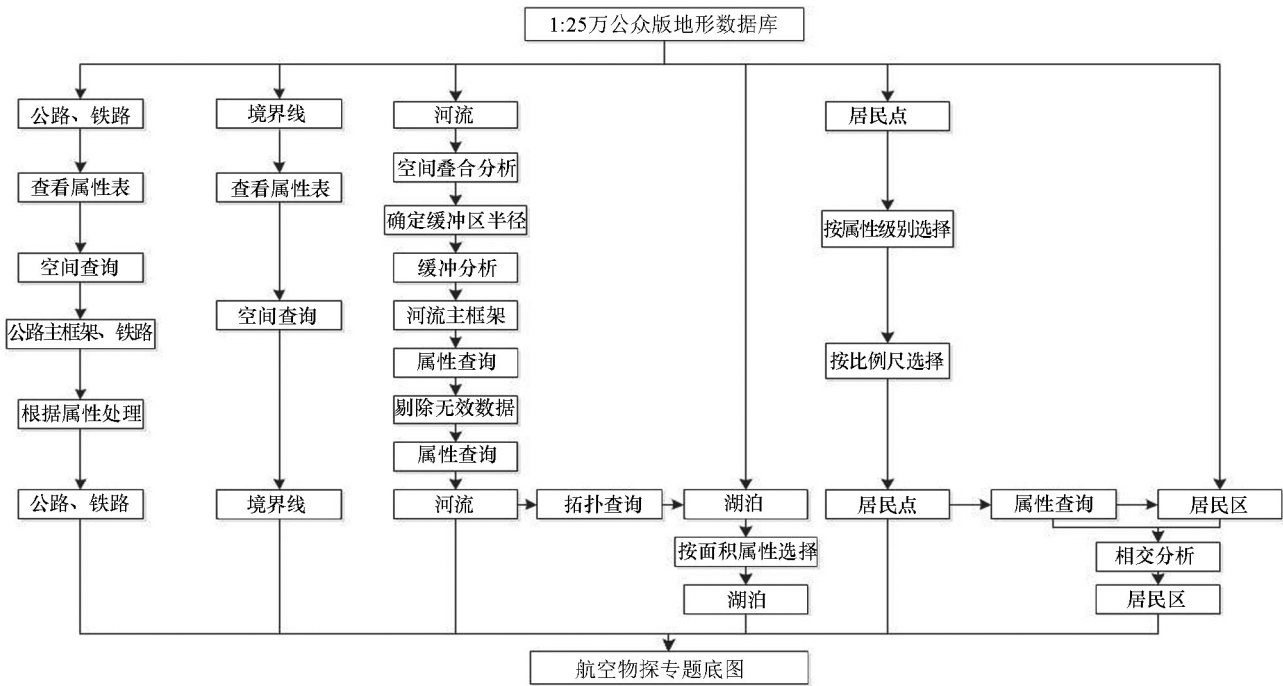 1:25万公众版地形数据库
公路、铁路
查看属性表
空间查询
公路主框架、铁路
根据属性处理
公路、铁路
境界线
查看属性表
空间查询
境界线
河流
空间叠合分析
确定缓冲区半径
缓冲分析
河流主框架
属性查询
剔除无效数据
属性查询
河流
拓扑查询
湖泊
按面积属性选择
湖泊
居民点
按属性级别选择
按比例尺选择
居民点
属性查询
居民区
相交分析
居民区
航空物探专题底图